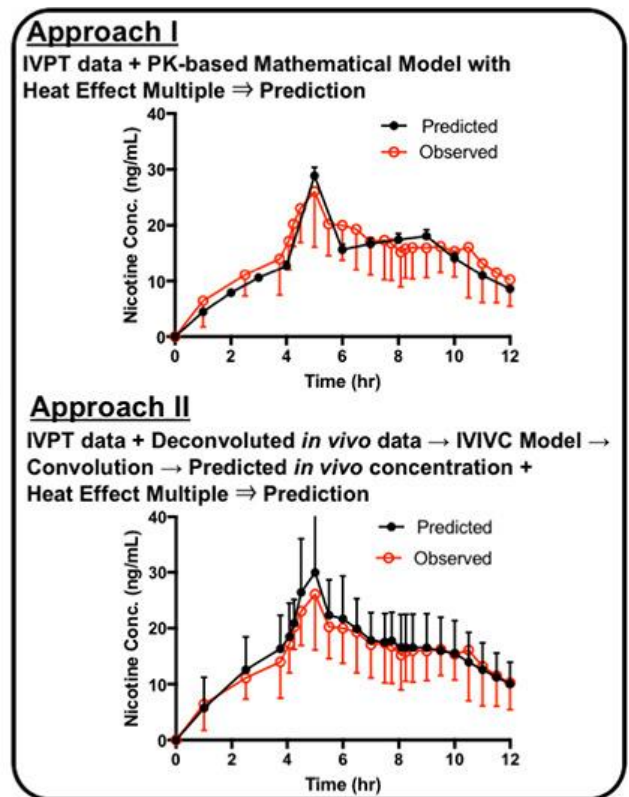 Approach I
IVPT data + PK-based Mathematical Model with
Heat Effect Multiple ⇒ Prediction
40
30
20
10
0
Nicotine Conc. (ng/mL)
Predicted
Observed
0 2 4 6 8 10 12
Time (hr)
Approach II
IVPT data + Deconvoluted in vivo data → IVIVC Model →
Convolution → Predicted in vivo concentration +
Heat Effect Multiple ⇒ Prediction
40
30
20
10
0
Nicotine Conc. (ng/mL)
Predicted
Observed
0 2 4 6 8 10 12
Time (hr)